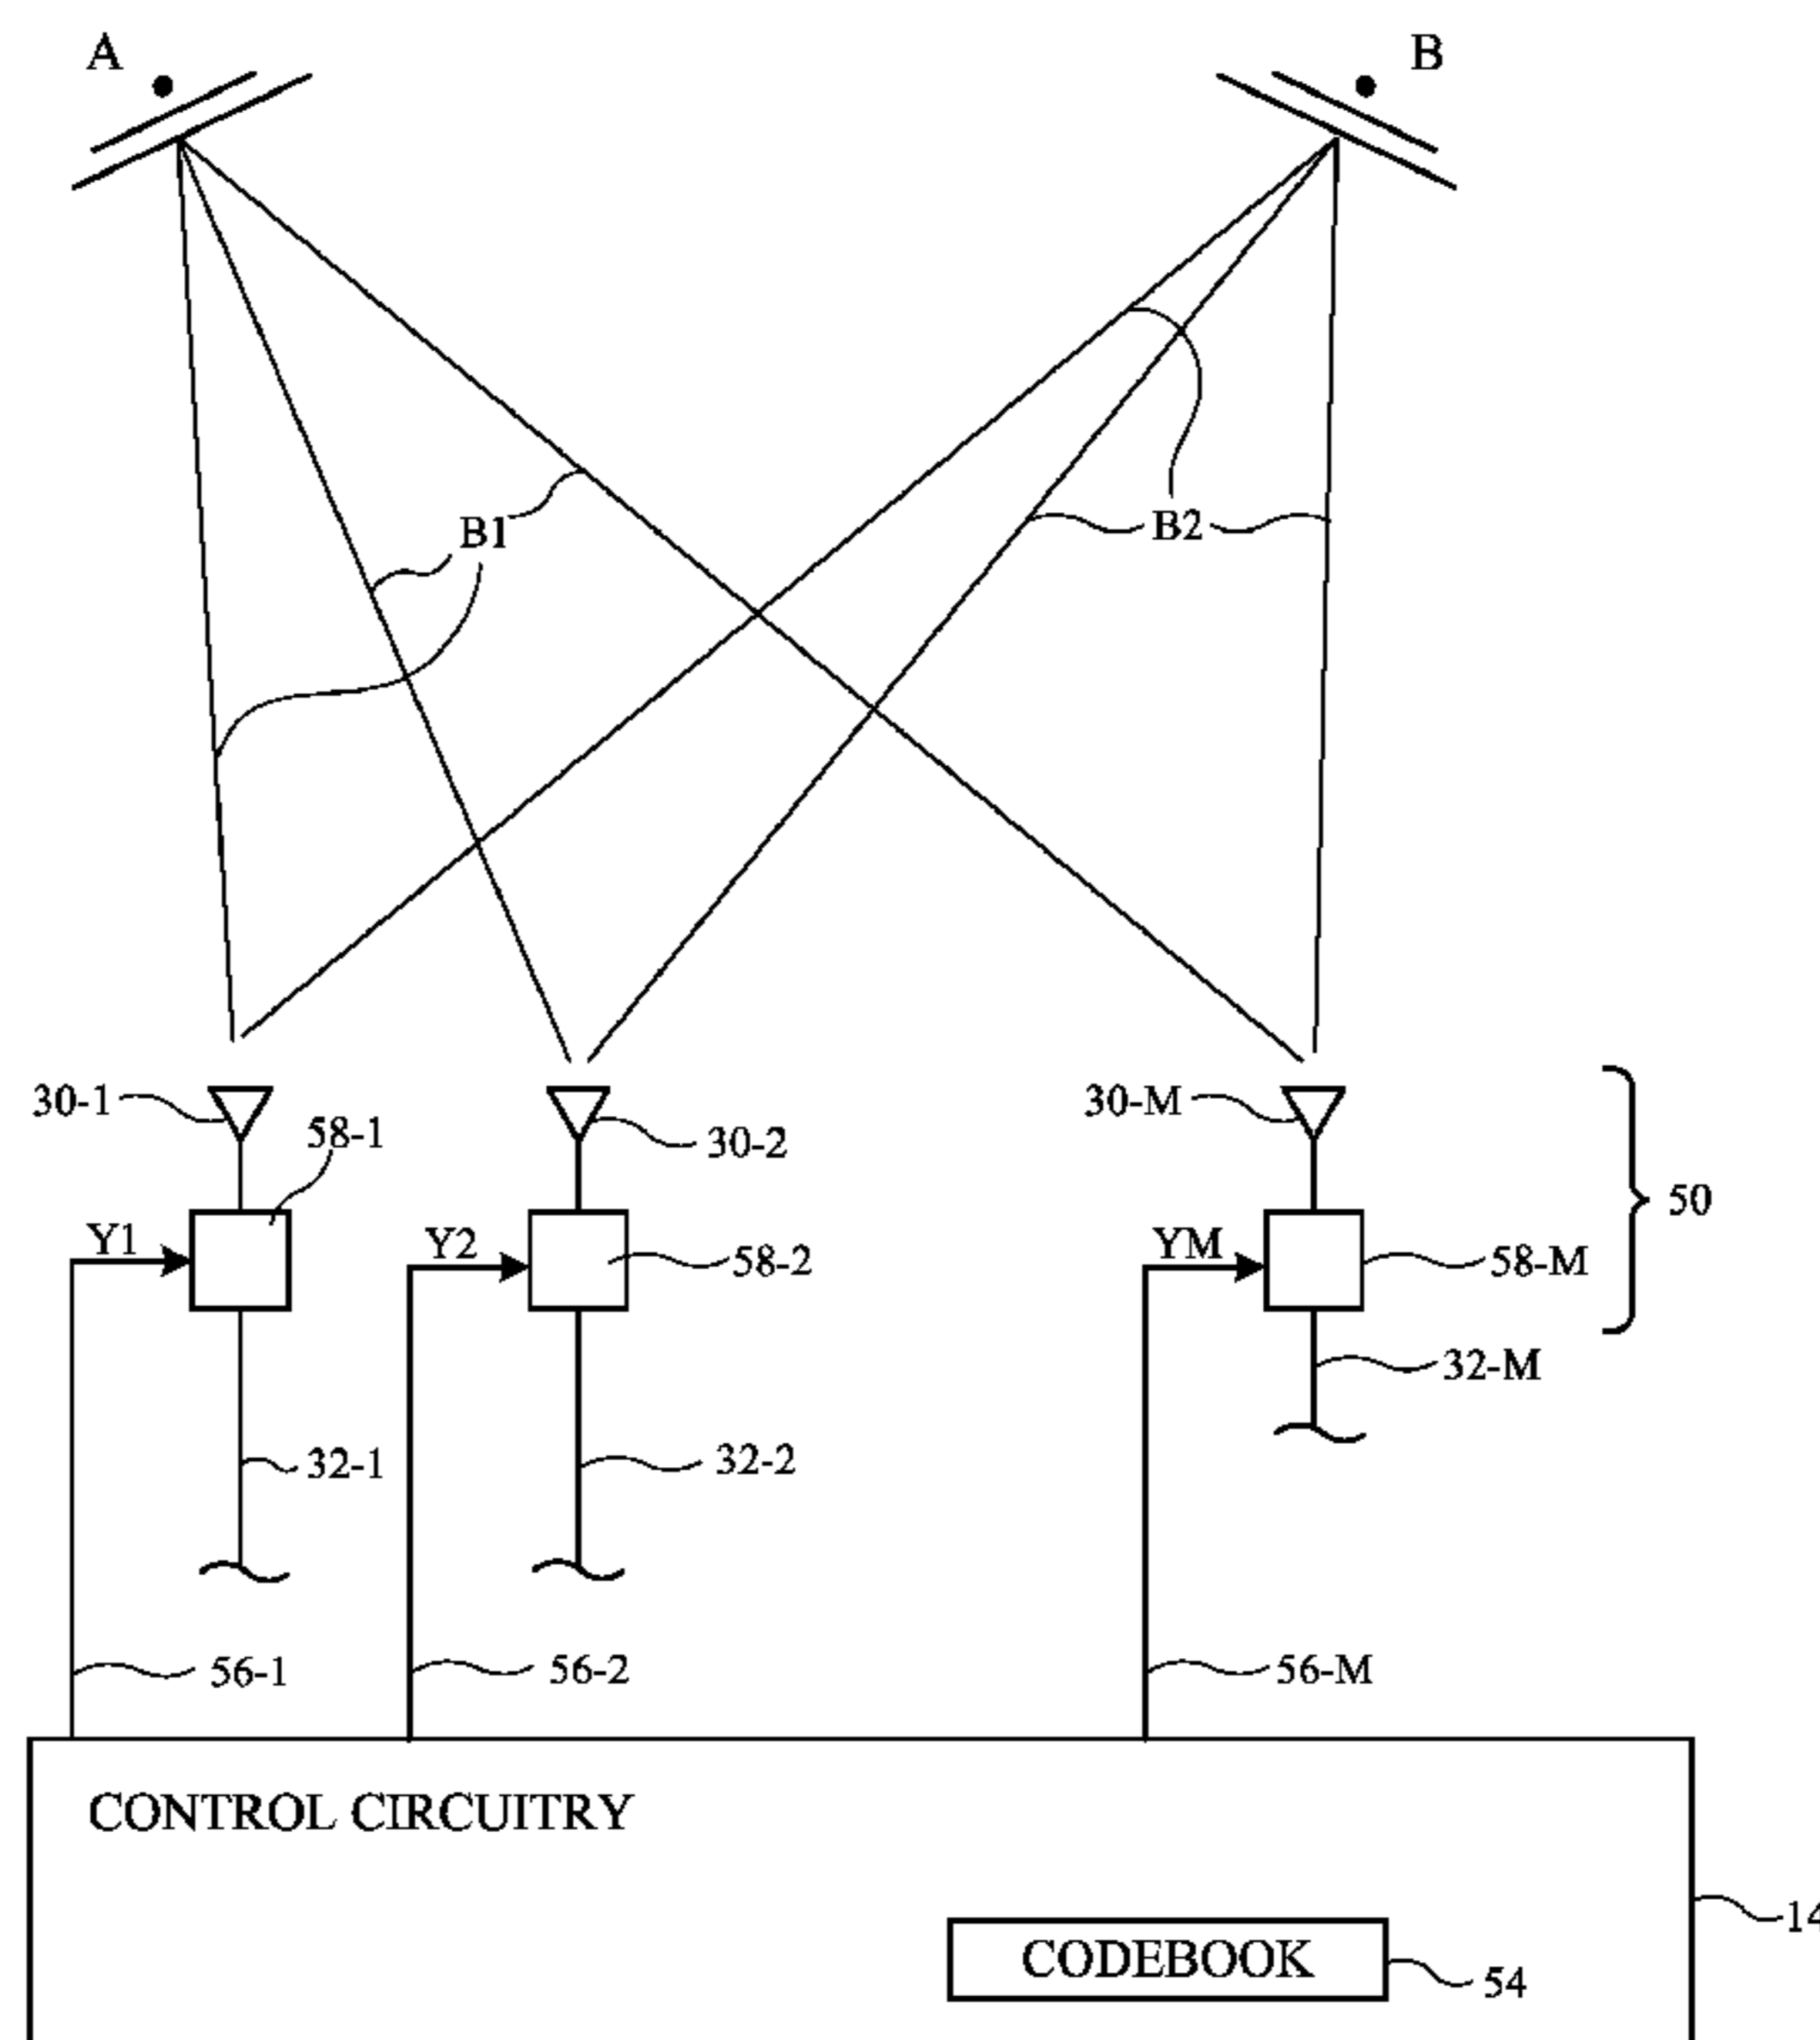 A
B
B1
B2
30-1
58-1
30-2
30-M
50
Y1
Y2
YM
58-2
58-M
32-M
32-1
32-2
56-1
56-2
56-M
CONTROL CIRCUITRY
14
CODEBOOK
54